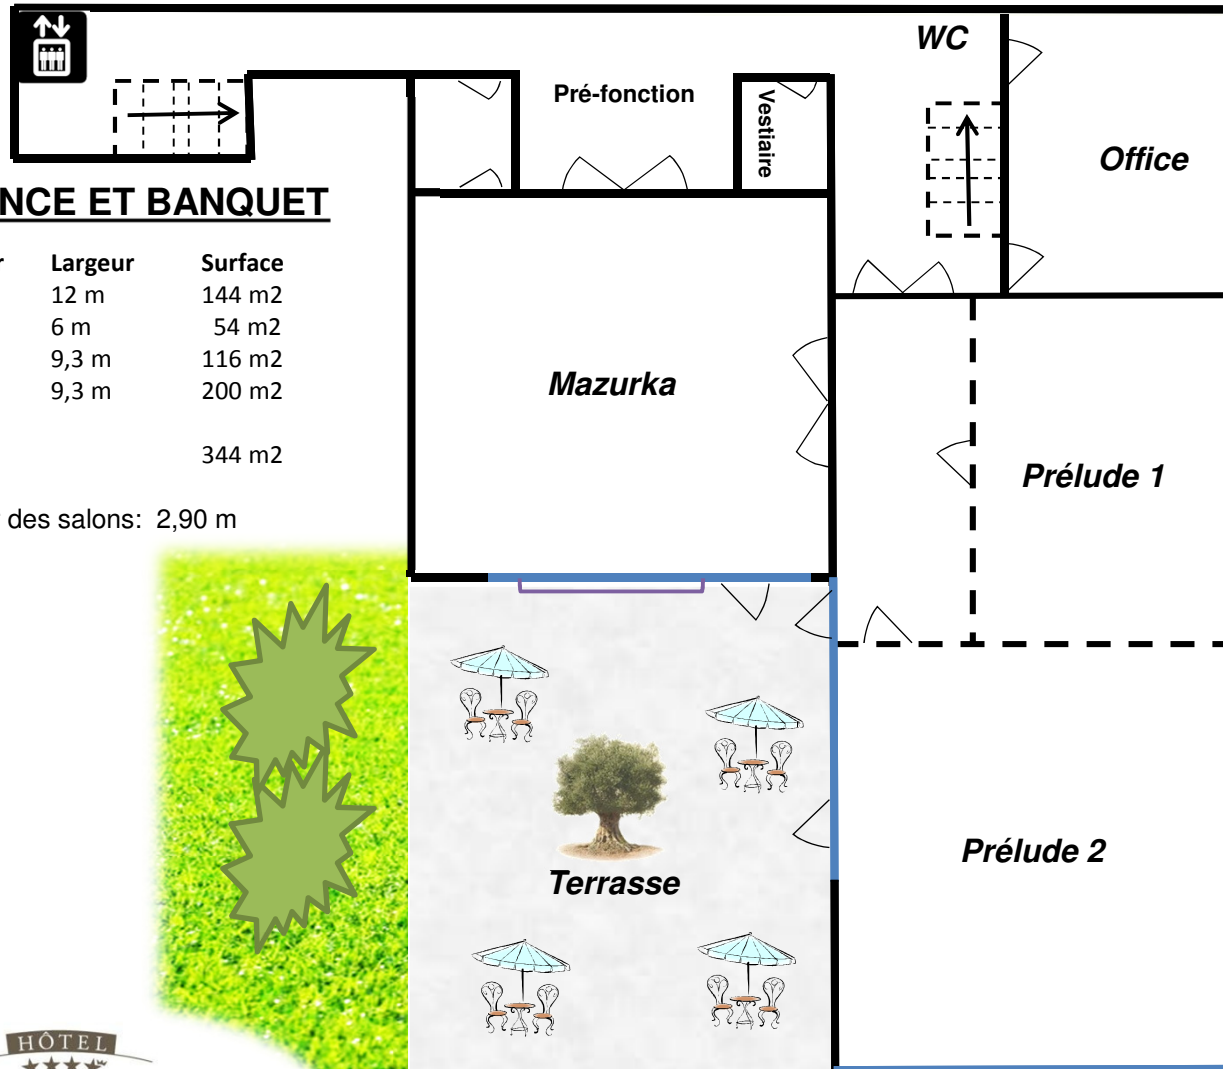 WC
Pré-fonction
Vestiaire
Office
NCE ET BANQUET
r Largeur Surface
12 m 144 m2
6 m 54 m2
9,3 m 116 m2
9,3 m 200 m2
344 m2
des salons: 2,90 m
Mazurka
Prélude 1
Prélude 2
Terrasse
HÔTEL